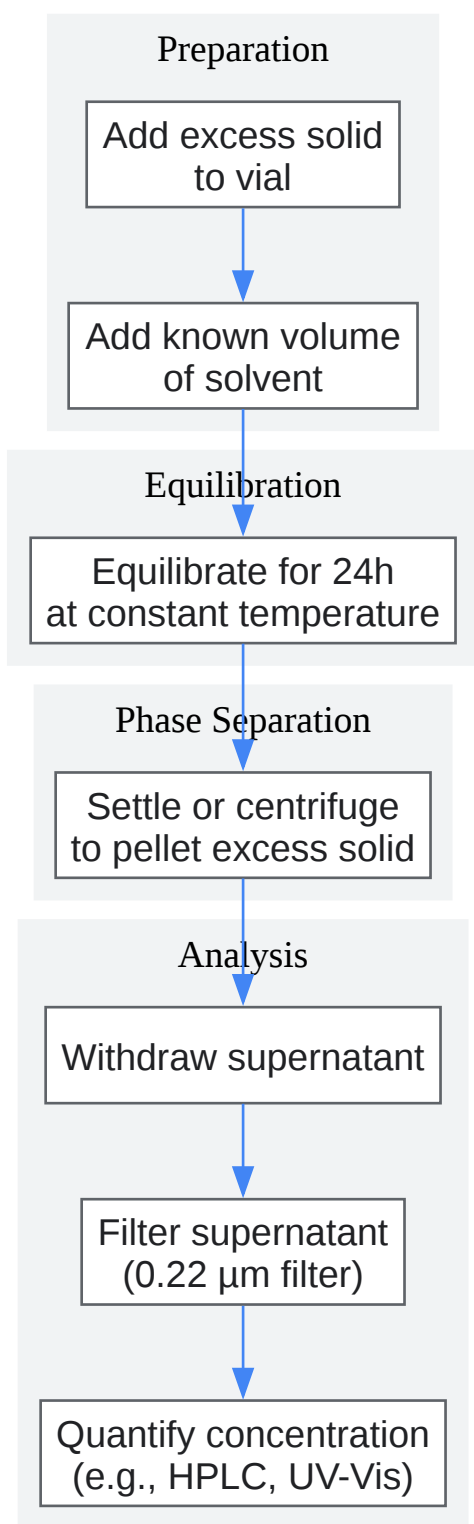 Preparation
Add excess solid
to vial
Add known volume
of solvent
Equilibration
Equilibrate for 24h
at constant temperature
Phase Separation
Settle or centrifuge
to pellet excess solid
Analysis
Withdraw supernatant
Filter supernatant
(0.22 µm filter)
Quantify concentration
(e.g., HPLC, UV-Vis)